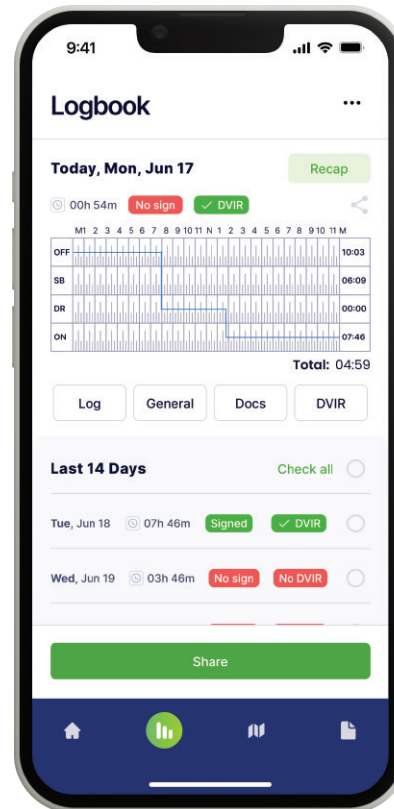 9:41
Logbook
Today, Mon, Jun 17
Recap
00h 54m No sign DVIR
M1 2 3 4 5 6 7 8 9 10 11 N 1 2 3 4 5 6 7 8 9 10 11 M
OFF 10:03
SB 06:09
DR 00:00
ON 07:46
Total: 04:59
Log General Docs DVIR
Last 14 Days Check all
Tue, Jun 18 07h 46m Signed DVIR
Wed, Jun 19 03h 46m No sign No DVIR
Share